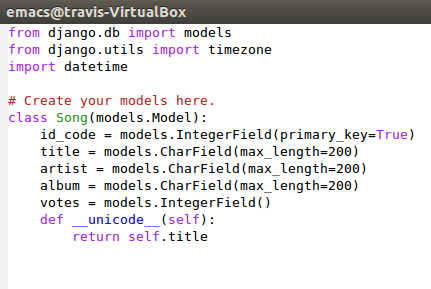 emacs@travis-VirtualBox
from django.db import models
from django.utils import timezone
import datetime
# Create your models here.
class Song(models.Model):
    id_code = models.IntegerField(primary_key=True)
    title = models.CharField(max_length=200)
    artist = models.CharField(max_length=200)
    album = models.CharField(max_length=200)
    votes = models.IntegerField()
    def __unicode__(self):
        return self.title